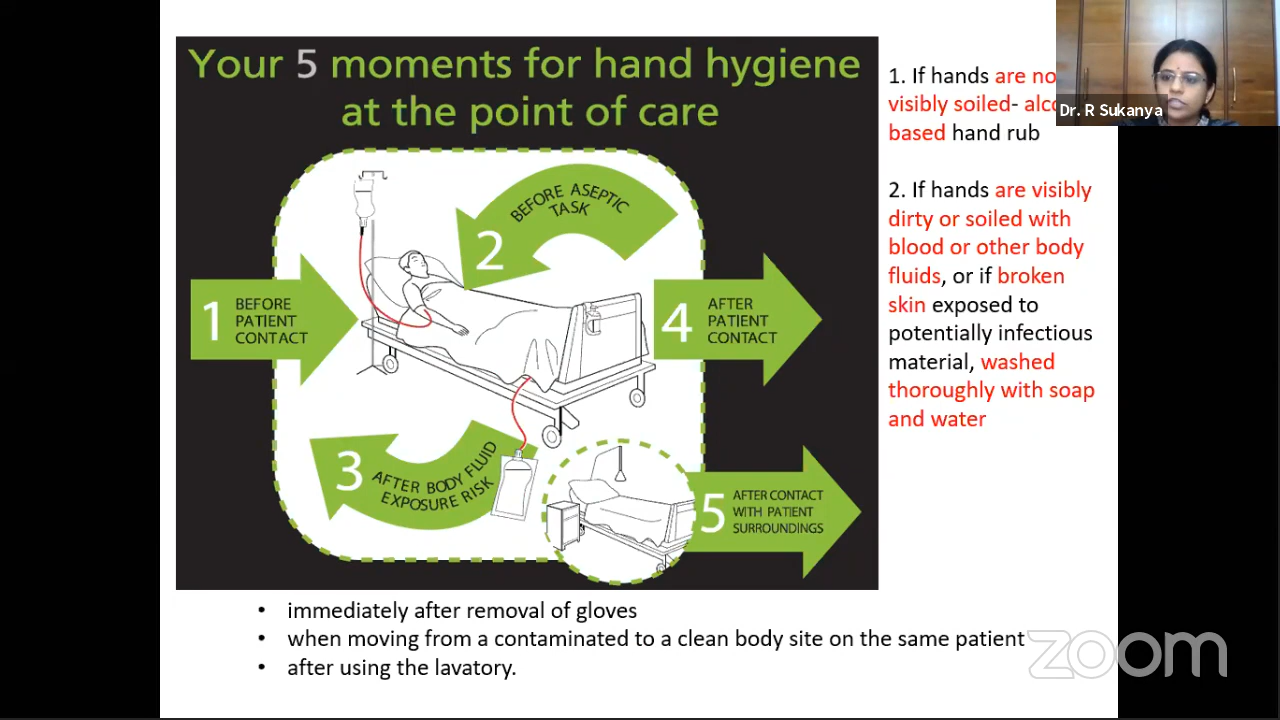 Your 5 moments for hand hygiene
at the point of care
1 BEFORE
PATIENT
CONTACT
2 BEFORE ASEPTIC
TASK
3 AFTER BODY FLUID
EXPOSURE RISK
4 AFTER
PATIENT
CONTACT
5 AFTER CONTACT
WITH PATIENT
SURROUNDINGS
1. If hands are no
visibly soiled- alco
based hand rub
2. If hands are visibly
dirty or soiled with
blood or other body
fluids, or if broken
skin exposed to
potentially infectious
material, washed
thoroughly with soap
and water
Dr. R Sukanya
• immediately after removal of gloves
• when moving from a contaminated to a clean body site on the same patient
• after using the lavatory.
zoom